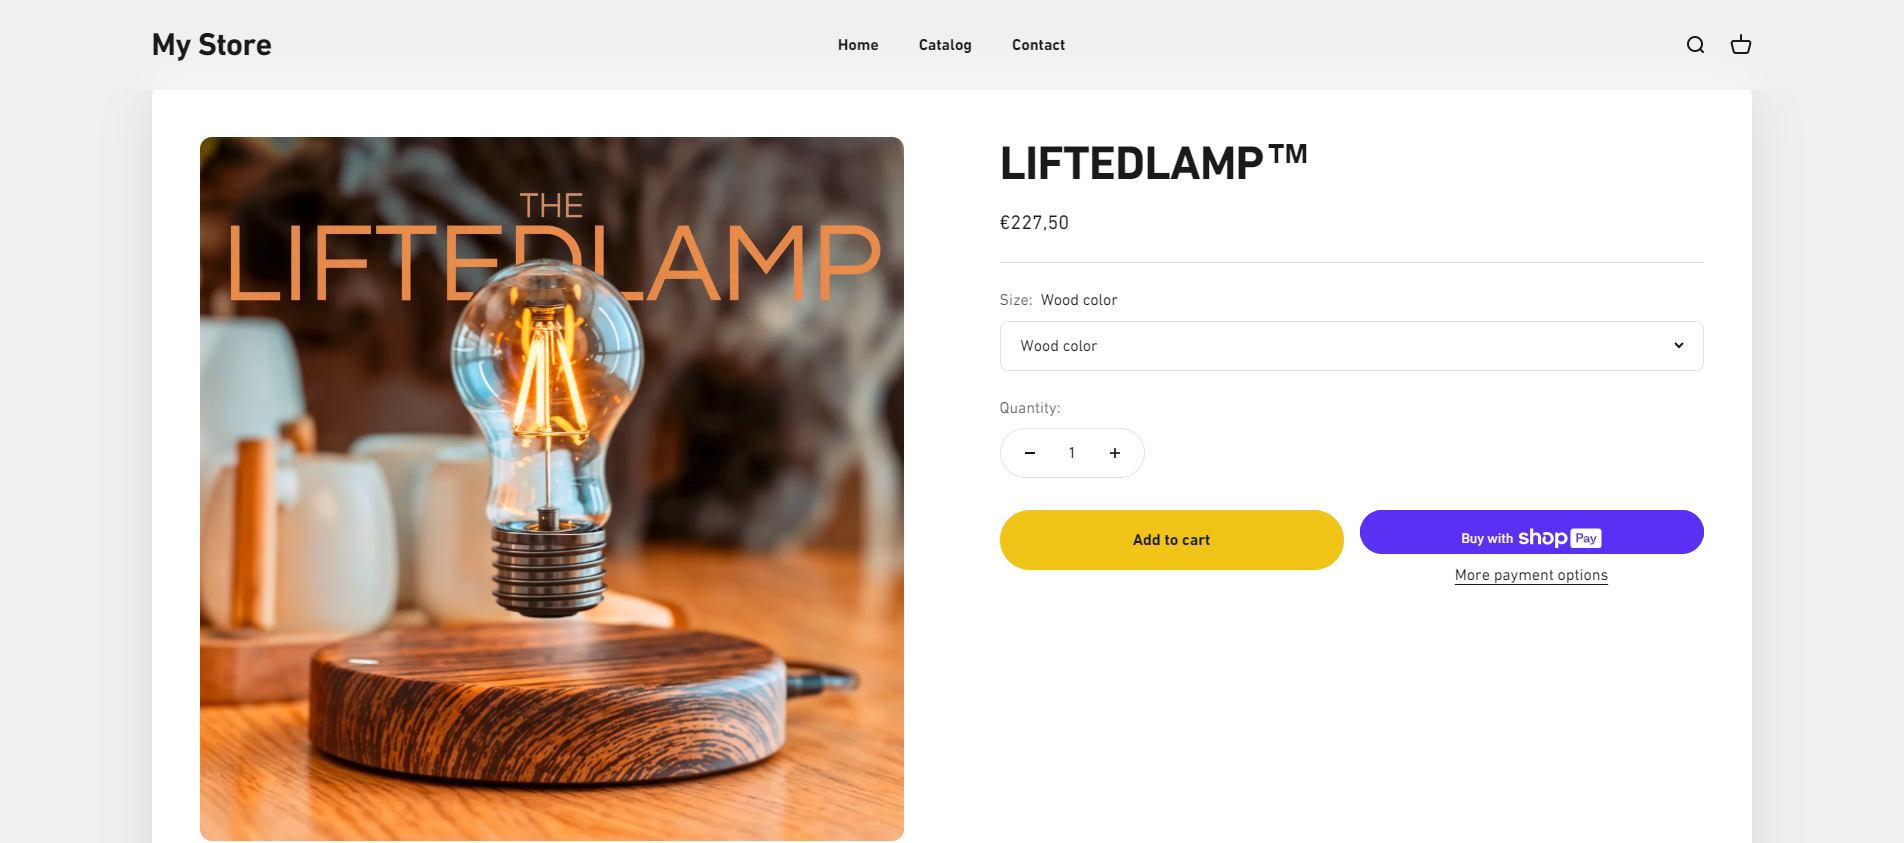 My Store
Home
Catalog
Contact
THE
LIFTEDLAMP
LIFTEDLAMP™
€227,50
Size: Wood color
Wood color
Quantity:
1
Add to cart
Buy with shop Pay
More payment options